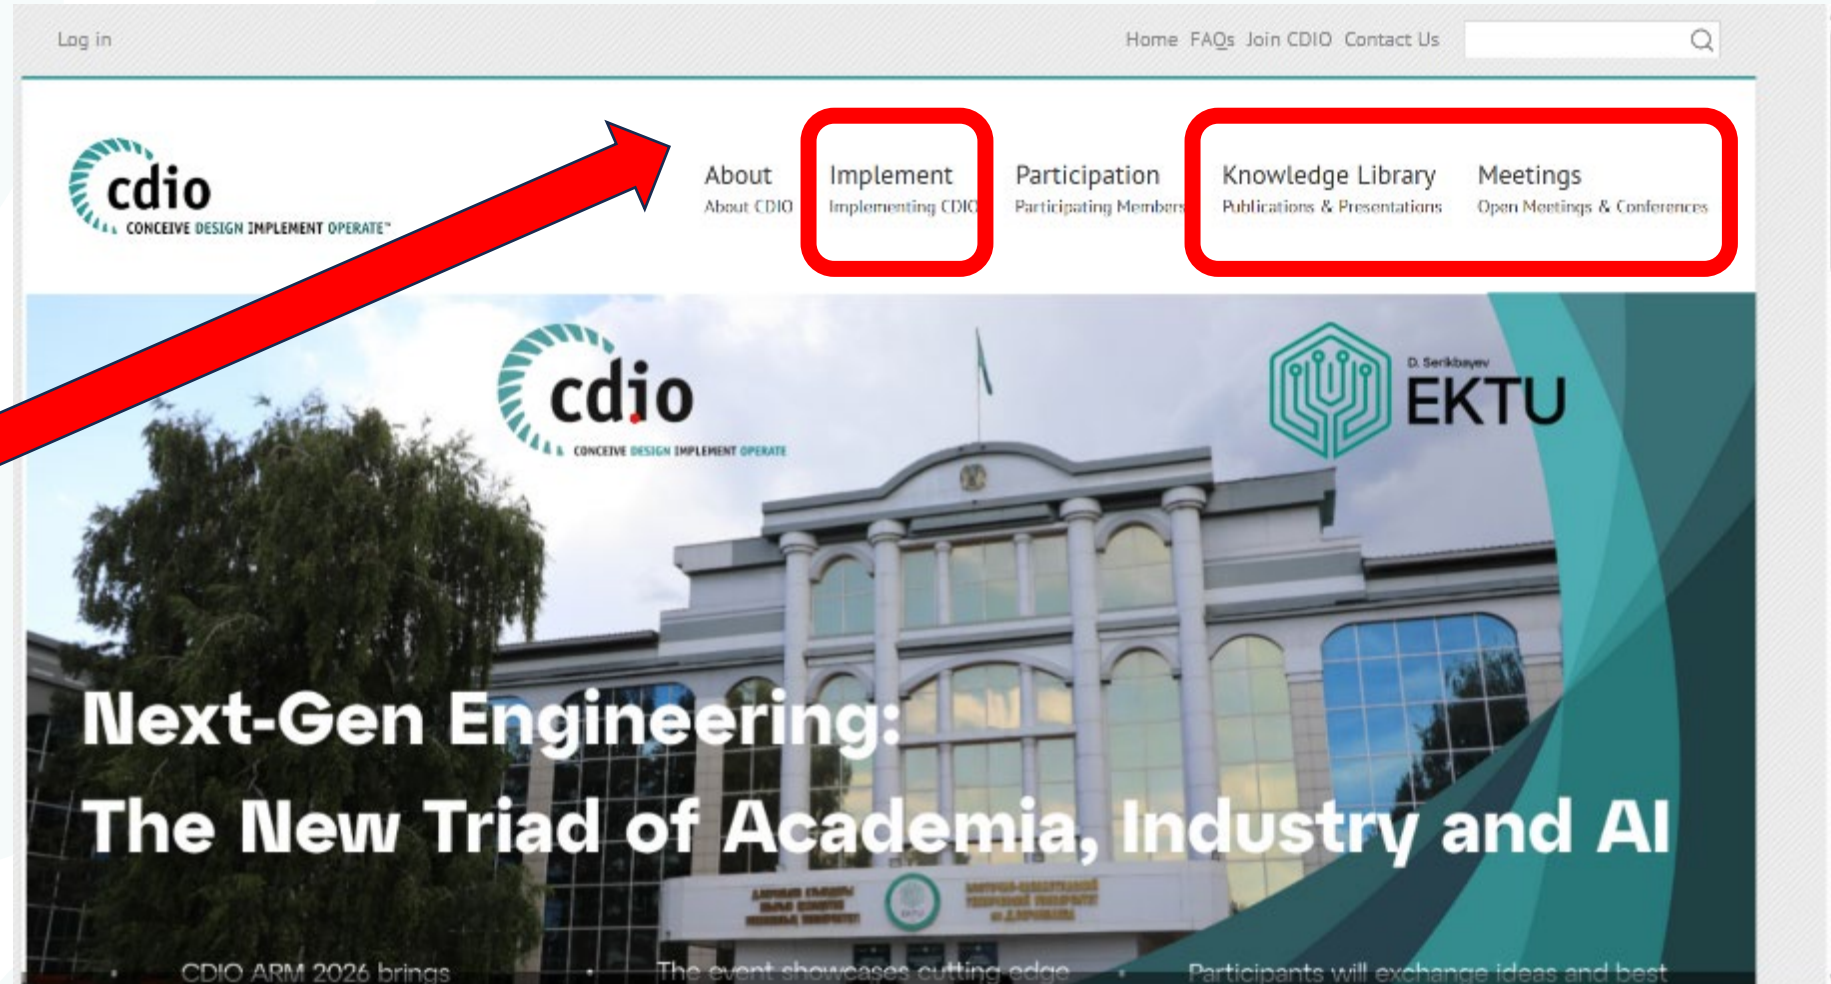 Log in
Home FAQs Join CDIO Contact Us
cdio
CONCEIVE DESIGN IMPLEMENT OPERATE™
About
About CDIO
Implement
Implementing CDIO
Participation
Participating Members
Knowledge Library
Publications & Presentations
Meetings
Open Meetings & Conferences
cdio
CONCEIVE DESIGN IMPLEMENT OPERATE
D. Serikbayev
EKTU
Next-Gen Engineering:
The New Triad of Academia, Industry and AI
EKTU
CDIO ARM 2026 brings
The event showcases cutting edge
Participants will exchange ideas and best